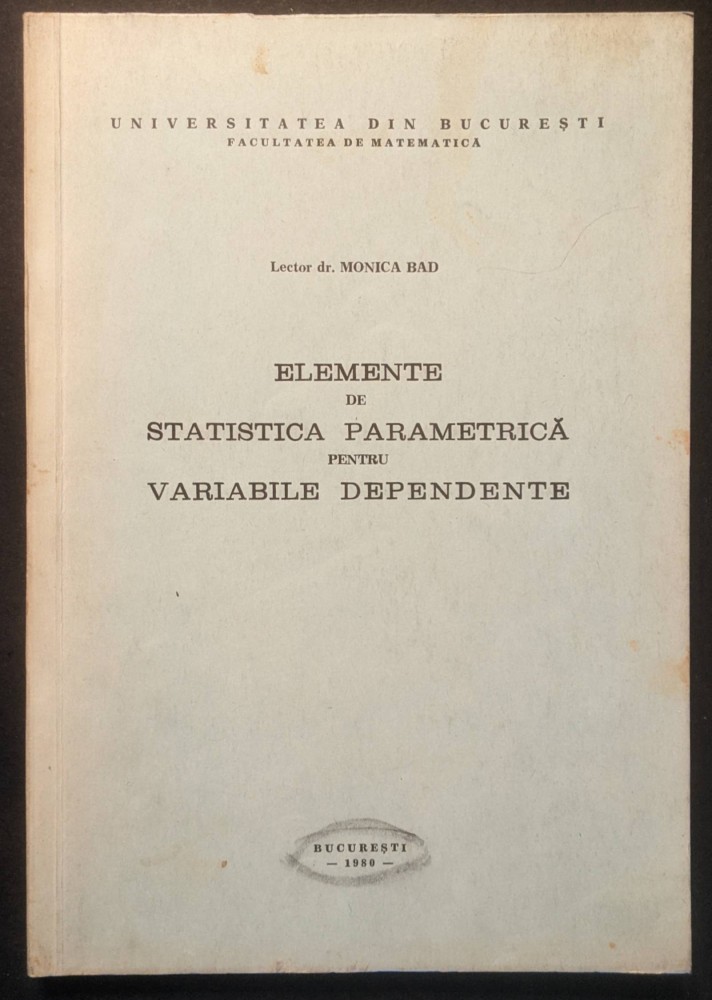 UNIVERSITATEA DIN BUCUREȘTI
FACULTATEA DE MATEMATICĂ
Lector dr. MONICA BAD
ELEMENTE
DE
STATISTICA PARAMETRICĂ
PENTRU
VARIABILE DEPENDENTE
BUCUREȘTI
— 1980 —